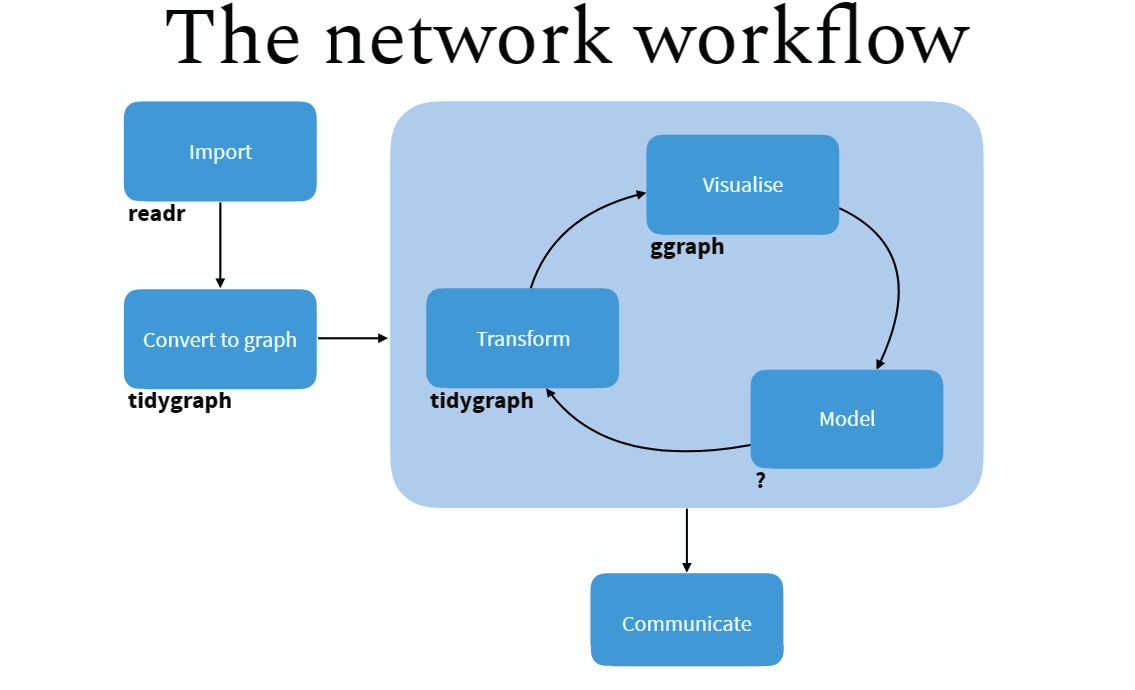 The network workflow
Import
readr
Convert to graph
tidygraph
Visualise
ggraph
Transform
tidygraph
Model
?
Communicate